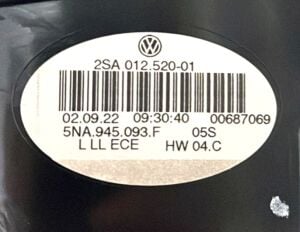 2SA 012.520-01
02.09.22 09:30:40 00687069
5NA.945.093.F 05S
L LL ECE HW 04.C